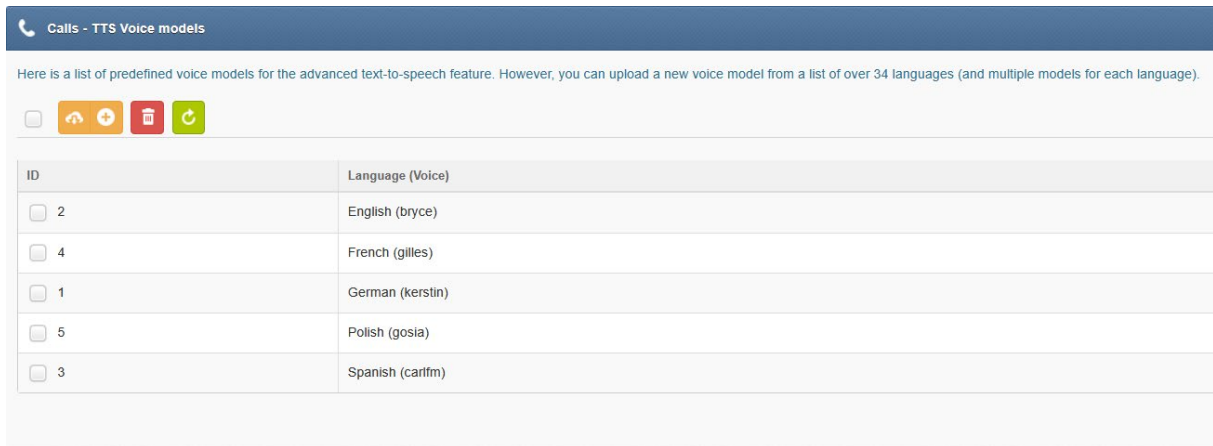 Calls - TTS Voice models
Here is a list of predefined voice models for the advanced text-to-speech feature. However, you can upload a new voice model from a list of over 34 languages (and multiple models for each language).
ID Language (Voice)
2 English (bryce)
4 French (gilles)
1 German (kerstin)
5 Polish (gosia)
3 Spanish (carlfm)